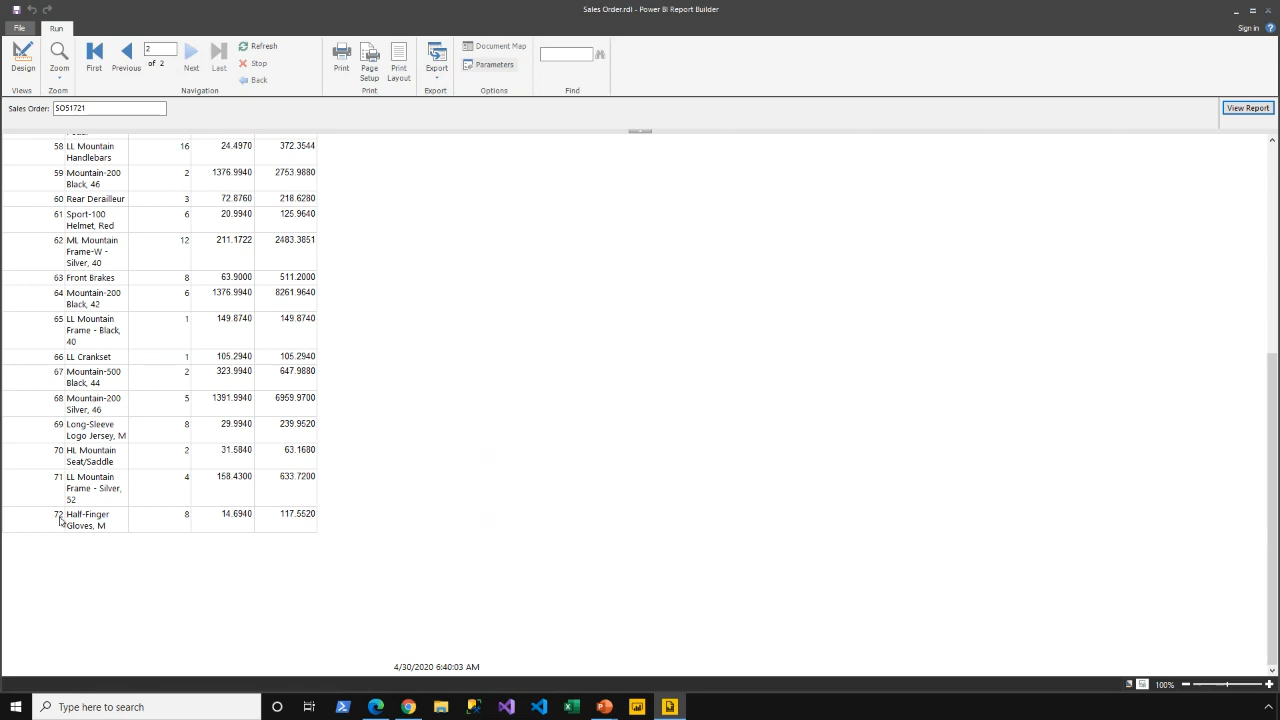 Sales Order.rdl - Power BI Report Builder
File Run Sign in
2
of 2
Refresh
Stop
Back
Design Zoom First Previous Next Last Print Page Setup Print Layout Export
Document Map
Parameters
Views Zoom Navigation Print Export Options Find
Sales Order: SO51721 View Report
58 LL Mountain 16 24.4970 372.3544
Handlebars
59 Mountain-200 2 1376.9940 2753.9880
Black, 46
60 Rear Derailleur 3 72.8760 218.6280
61 Sport-100 6 20.9940 125.9640
Helmet, Red
62 ML Mountain 12 211.1722 2483.3851
Frame-W -
Silver, 40
63 Front Brakes 8 63.9000 511.2000
64 Mountain-200 6 1376.9940 8261.9640
Black, 42
65 LL Mountain 1 149.8740 149.8740
Frame - Black,
40
66 LL Crankset 1 105.2940 105.2940
67 Mountain-500 2 323.9940 647.9880
Black, 44
68 Mountain-200 5 1391.9940 6959.9700
Silver, 46
69 Long-Sleeve 8 29.9940 239.9520
Logo Jersey, M
70 HL Mountain 2 31.5840 63.1680
Seat/Saddle
71 LL Mountain 4 158.4300 633.7200
Frame - Silver,
52
72 Half-Finger 8 14.6940 117.5520
Gloves, M
4/30/2020 6:40:03 AM
100%
Type here to search